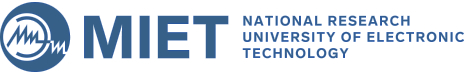 MIET
NATIONAL RESEARCH
UNIVERSITY OF ELECTRONIC
TECHNOLOGY